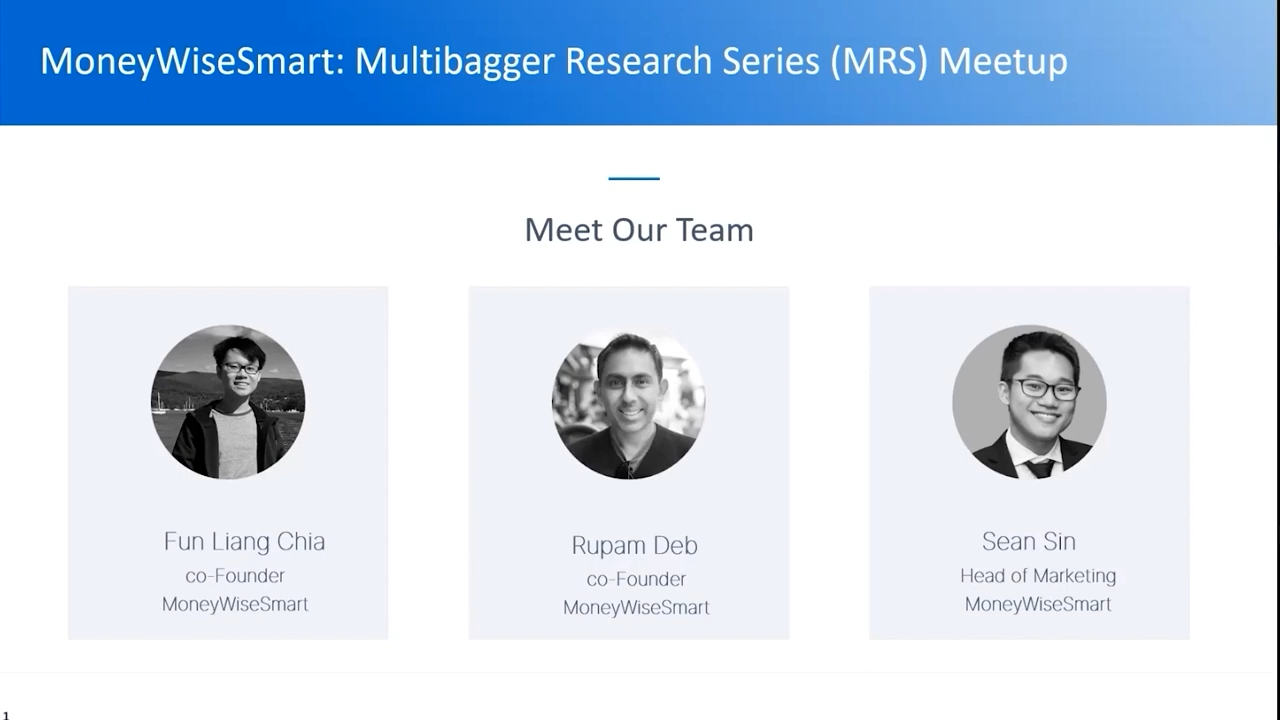 MoneyWiseSmart: Multibagger Research Series (MRS) Meetup
Meet Our Team
Fun Liang Chia
co-Founder
MoneyWiseSmart
Rupam Deb
co-Founder
MoneyWiseSmart
Sean Sin
Head of Marketing
MoneyWiseSmart
1